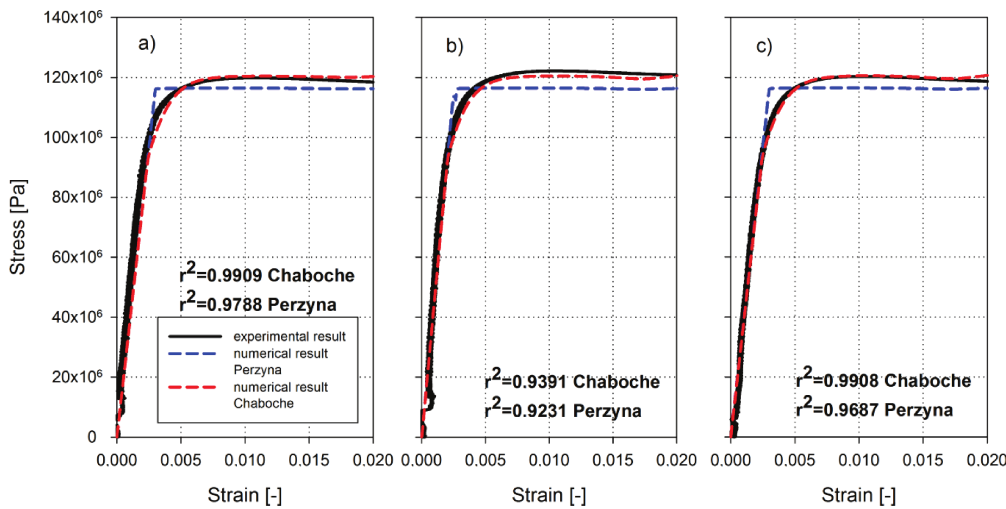 140x10⁶
120x10⁶
100x10⁶
80x10⁶
60x10⁶
40x10⁶
20x10⁶
0
Stress [Pa]
a)
r²=0.9909 Chaboche
r²=0.9788 Perzyna
experimental result
numerical result
Perzyna
numerical result
Chaboche
0.000 0.005 0.010 0.015 0.020
Strain [-]
b)
r²=0.9391 Chaboche
r²=0.9231 Perzyna
0.000 0.005 0.010 0.015 0.020
Strain [-]
c)
r²=0.9908 Chaboche
r²=0.9687 Perzyna
0.000 0.005 0.010 0.015 0.020
Strain [-]